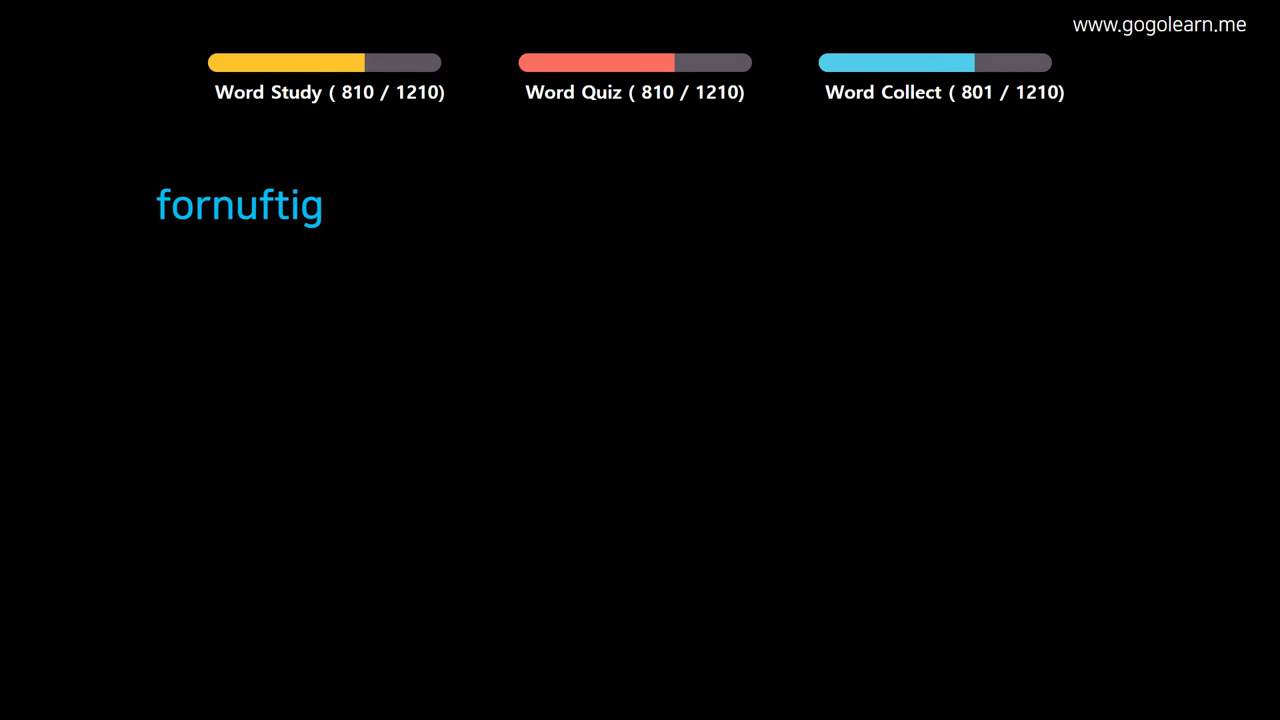 www.gogolearn.me
Word Study ( 810 / 1210)
Word Quiz ( 810 / 1210)
Word Collect ( 801 / 1210)
fornuftig